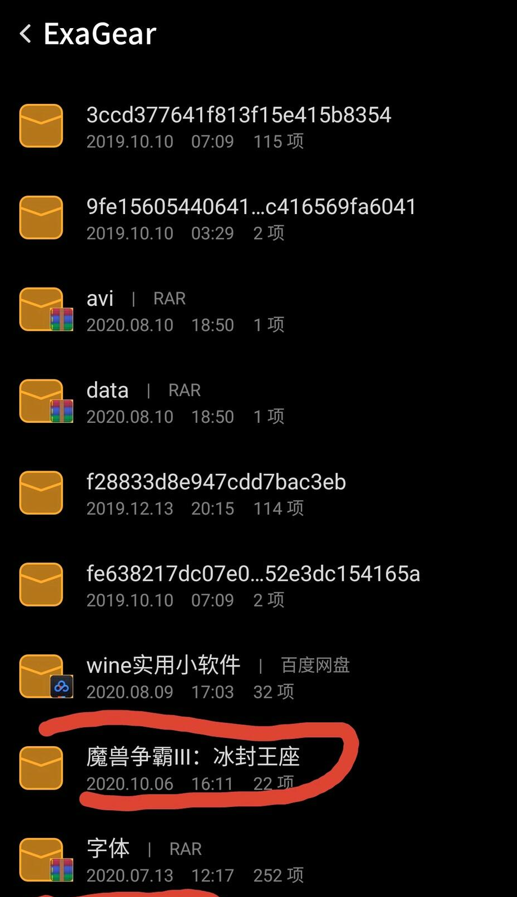 ExaGear
3ccd377641f813f15e415b8354
2019.10.10 07:09 115 项
9fe15605440641...c416569fa6041
2019.10.10 03:29 2 项
avi | RAR
2020.08.10 18:50 1 项
data | RAR
2020.08.10 18:50 1 项
f28833d8e947cdd7bac3eb
2019.12.13 20:15 114 项
fe638217dc07e0...52e3dc154165a
2019.10.10 07:09 2 项
wine实用小软件 | 百度网盘
2020.08.09 17:03 32 项
魔兽争霸III：冰封王座
2020.10.06 16:11 22 项
字体 | RAR
2020.07.13 12:17 252 项